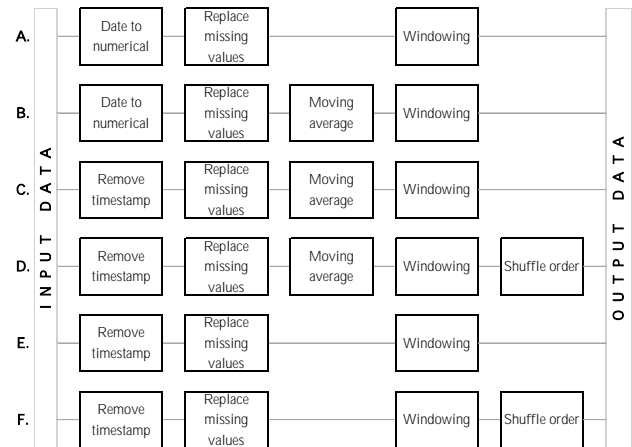 A.
Date to
numerical
Replace
missing
values
Windowing
B.
Date to
numerical
Replace
missing
values
Moving
average
Windowing
C.
Remove
timestamp
Replace
missing
values
Moving
average
Windowing
D.
Remove
timestamp
Replace
missing
values
Moving
average
Windowing
Shuffle order
E.
Remove
timestamp
Replace
missing
values
Windowing
F.
Remove
timestamp
Replace
missing
values
Windowing
Shuffle order
INPUT DATA
OUTPUT DATA